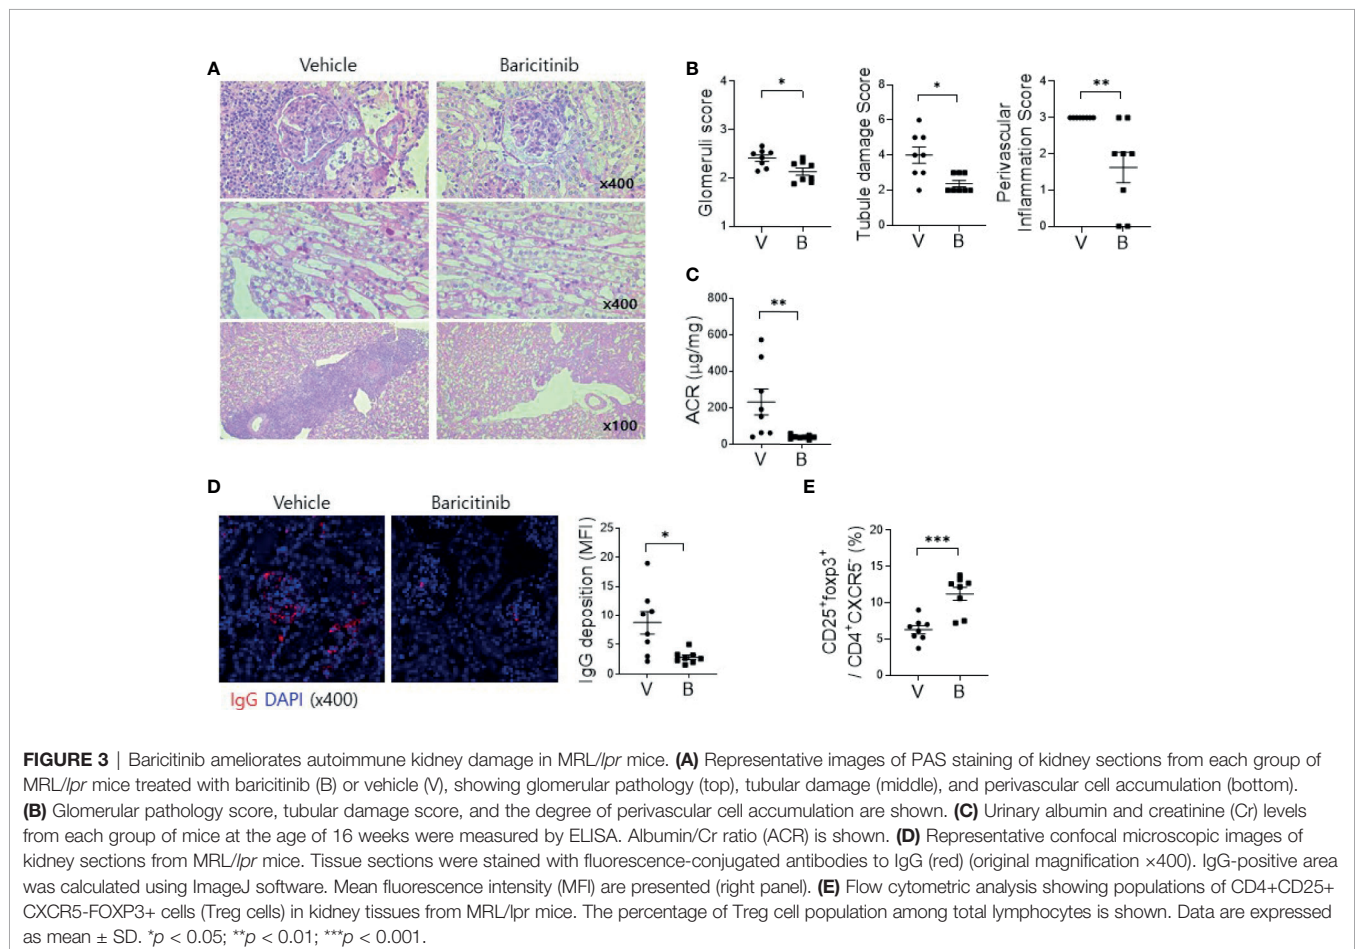 A
Vehicle
Baricitinib
x400
x400
x100
B
Glomeruli score
4
3
2
1
*
V
B
Tubule damage Score
8
6
4
2
0
*
V
B
Perivascular
Inflammation Score
4
3
2
1
0
**
V
B
C
ACR (µg/mg)
800
600
400
200
0
**
V
B
D
Vehicle
Baricitinib
IgG DAPI (x400)
IgG deposition (MFI)
25
20
15
10
5
0
*
V
B
E
CD25⁺foxp3⁺
/ CD4⁺CXCR5⁻ (%)
20
15
10
5
0
***
V
B
FIGURE 3 | Baricitinib ameliorates autoimmune kidney damage in MRL/lpr mice. (A) Representative images of PAS staining of kidney sections from each group of
MRL/lpr mice treated with baricitinib (B) or vehicle (V), showing glomerular pathology (top), tubular damage (middle), and perivascular cell accumulation (bottom).
(B) Glomerular pathology score, tubular damage score, and the degree of perivascular cell accumulation are shown. (C) Urinary albumin and creatinine (Cr) levels
from each group of mice at the age of 16 weeks were measured by ELISA. Albumin/Cr ratio (ACR) is shown. (D) Representative confocal microscopic images of
kidney sections from MRL/lpr mice. Tissue sections were stained with fluorescence-conjugated antibodies to IgG (red) (original magnification ×400). IgG-positive area
was calculated using ImageJ software. Mean fluorescence intensity (MFI) are presented (right panel). (E) Flow cytometric analysis showing populations of CD4+CD25+
CXCR5-FOXP3+ cells (Treg cells) in kidney tissues from MRL/lpr mice. The percentage of Treg cell population among total lymphocytes is shown. Data are expressed
as mean ± SD. *p < 0.05; **p < 0.01; ***p < 0.001.